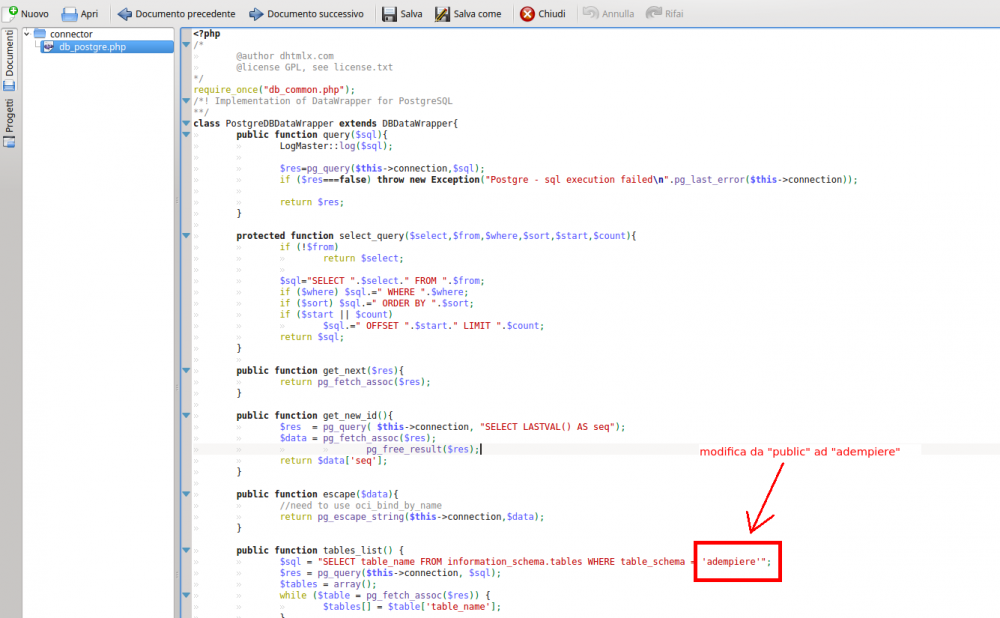 Nuovo Apri Documento precedente Documento successivo Salva Salva come Chiudi Annulla Rifai
Documenti
Progetti
connector
db_postgre.php
<?php
/*
@author dhtmlx.com
@license GPL, see license.txt
*/
require_once("db_common.php");
/*! Implementation of DataWrapper for PostgreSQL
**/
class PostgreDBDataWrapper extends DBDataWrapper{
public function query($sql){
LogMaster::log($sql);
$res=pg_query($this->connection,$sql);
if ($res===false) throw new Exception("Postgre - sql execution failed\n".pg_last_error($this->connection));
return $res;
}
protected function select_query($select,$from,$where,$sort,$start,$count){
if (!$from)
return $select;
$sql="SELECT ".$select." FROM ".$from;
if ($where) $sql.=" WHERE ".$where;
if ($sort) $sql.=" ORDER BY ".$sort;
if ($start || $count)
$sql.=" OFFSET ".$start." LIMIT ".$count;
return $sql;
}
public function get_next($res){
return pg_fetch_assoc($res);
}
public function get_new_id(){
$res = pg_query( $this->connection, "SELECT LASTVAL() AS seq");
$data = pg_fetch_assoc($res);
pg_free_result($res);
return $data['seq'];
}
modifica da "public" ad "adempiere"
public function escape($data){
//need to use oci_bind_by_name
return pg_escape_string($this->connection,$data);
}
public function tables_list() {
$sql = "SELECT table_name FROM information_schema.tables WHERE table_schema = 'adempiere'";
$res = pg_query($this->connection, $sql);
$tables = array();
while ($table = pg_fetch_assoc($res)) {
$tables[] = $table['table_name'];
}